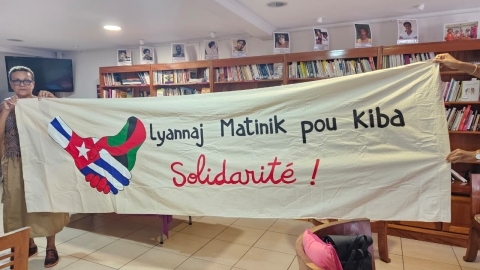 Lyannaj Matinik pou Kiba
Solidarité !